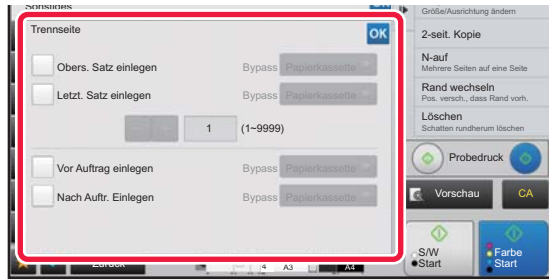 Sonstiges
Trennseite
OK
Obers. Satz einlegen
Bypass Papierkassette
Letzt. Satz einlegen
Bypass Papierkassette
1 (1~9999)
Vor Auftrag einlegen
Bypass Papierkassette
Nach Auftr. Einlegen
Bypass Papierkassette
Zurück
4 A3 A4
Größe/Ausrichtung ändern
2-seit. Kopie
N-auf
Mehrere Seiten auf eine Seite
Rand wechseln
Pos. versch., dass Rand vorh.
Löschen
Schatten rundherum löschen
Probedruck
Vorschau
CA
S/W
Start
Farbe
Start